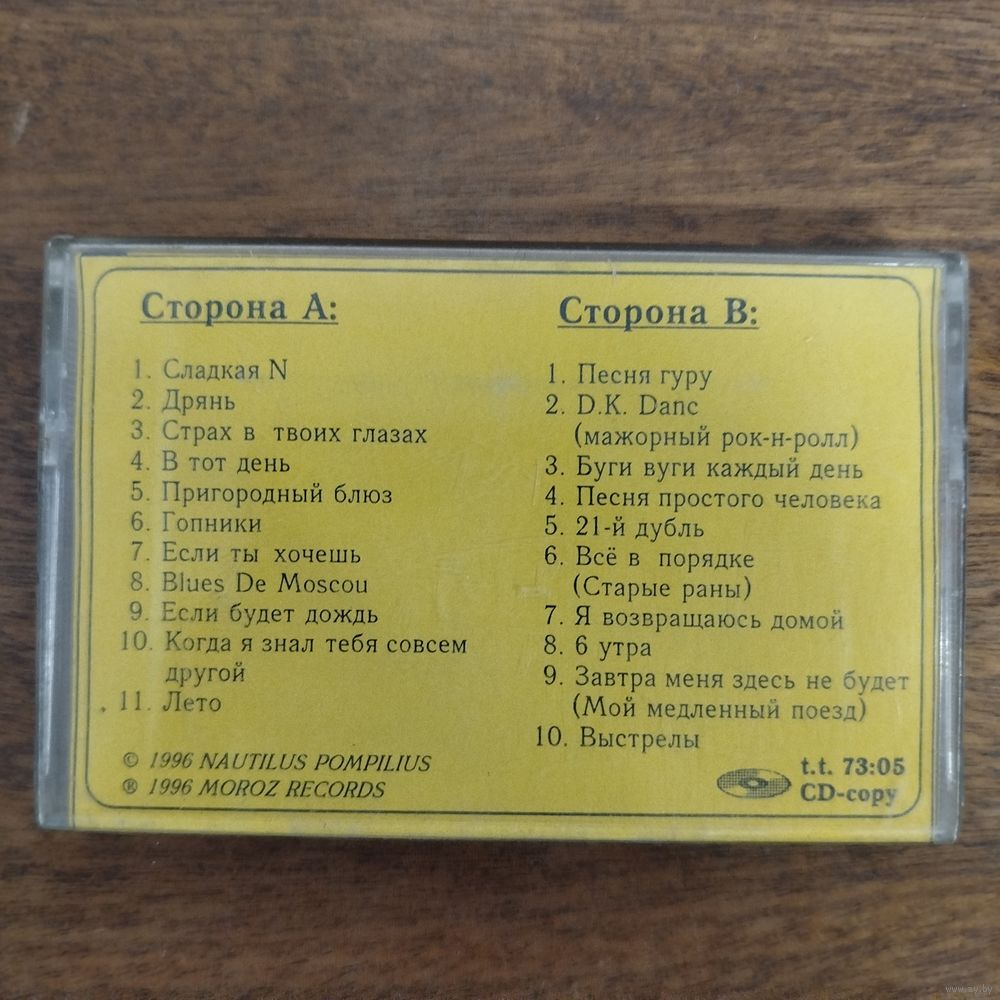 Сторона А:
1. Сладкая N
2. Дрянь
3. Страх в твоих глазах
4. В тот день
5. Пригородный блюз
6. Гопники
7. Если ты хочешь
8. Blues De Moscou
9. Если будет дождь
10. Когда я знал тебя совсем
другой
11. Лето
© 1996 NAUTILUS POMPILIUS
® 1996 MOROZ RECORDS
Сторона В:
1. Песня гуру
2. D.K. Danc
(мажорный рок-н-ролл)
3. Буги вуги каждый день
4. Песня простого человека
5. 21-й дубль
6. Всё в порядке
(Старые раны)
7. Я возвращаюсь домой
8. 6 утра
9. Завтра меня здесь не будет
(Мой медленный поезд)
10. Выстрелы
t.t. 73:05
CD-copy
www.ay.by